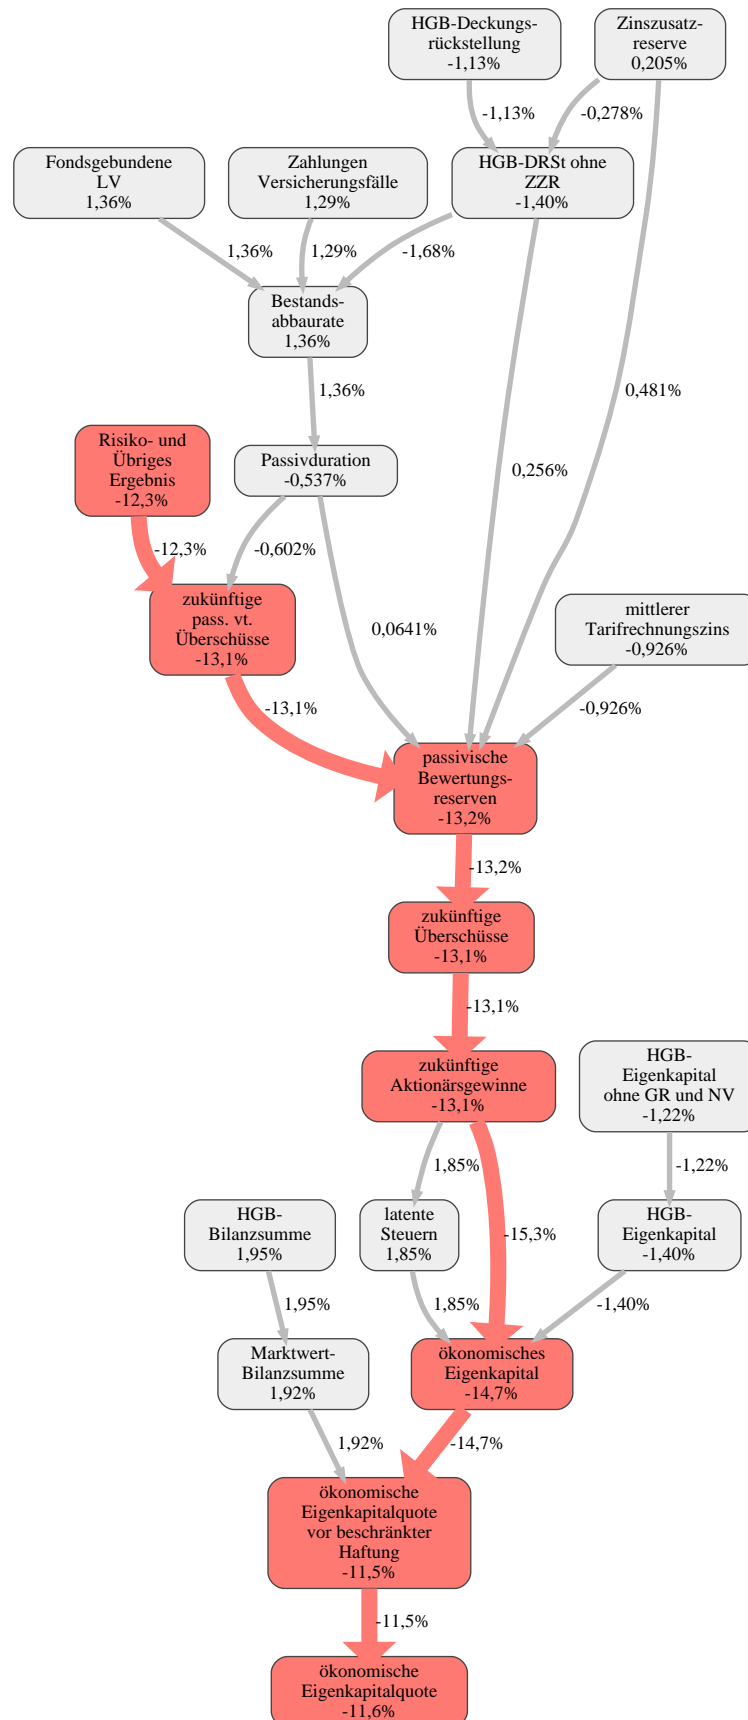 HGB-Deckungs-
rückstellung
-1,13%
Zinszusatz-
reserve
0,205%
-1,13%
-0,278%
Fondsgebundene
LV
1,36%
Zahlungen
Versicherungsfälle
1,29%
HGB-DRSt ohne
ZZR
-1,40%
1,36%
1,29%
-1,68%
Bestands-
abbaurate
1,36%
1,36%
0,481%
Risiko- und
Übriges
Ergebnis
-12,3%
Passivduration
-0,537%
0,256%
-12,3%
-0,602%
zukünftige
pass. vt.
Überschüsse
-13,1%
0,0641%
mittlerer
Tarifrechnungszins
-0,926%
-13,1%
-0,926%
passivische
Bewertungs-
reserven
-13,2%
-13,2%
zukünftige
Überschüsse
-13,1%
-13,1%
zukünftige
Aktionärsgewinne
-13,1%
HGB-
Eigenkapital
ohne GR und NV
-1,22%
1,85%
-1,22%
HGB-
Bilanzsumme
1,95%
latente
Steuern
1,85%
-15,3%
HGB-
Eigenkapital
-1,40%
1,95%
1,85%
-1,40%
Marktwert-
Bilanzsumme
1,92%
ökonomisches
Eigenkapital
-14,7%
1,92%
-14,7%
ökonomische
Eigenkapitalquote
vor beschränkter
Haftung
-11,5%
-11,5%
ökonomische
Eigenkapitalquote
-11,6%